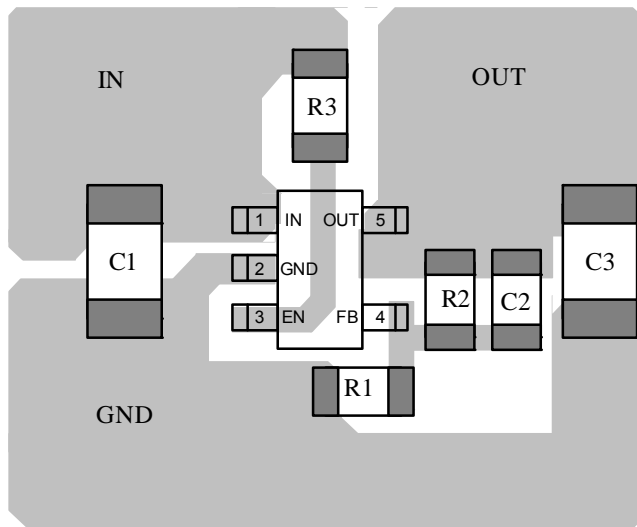 IN
OUT
R3
1 IN OUT 5
2 GND
3 EN FB 4
C1
R2
C2
C3
R1
GND